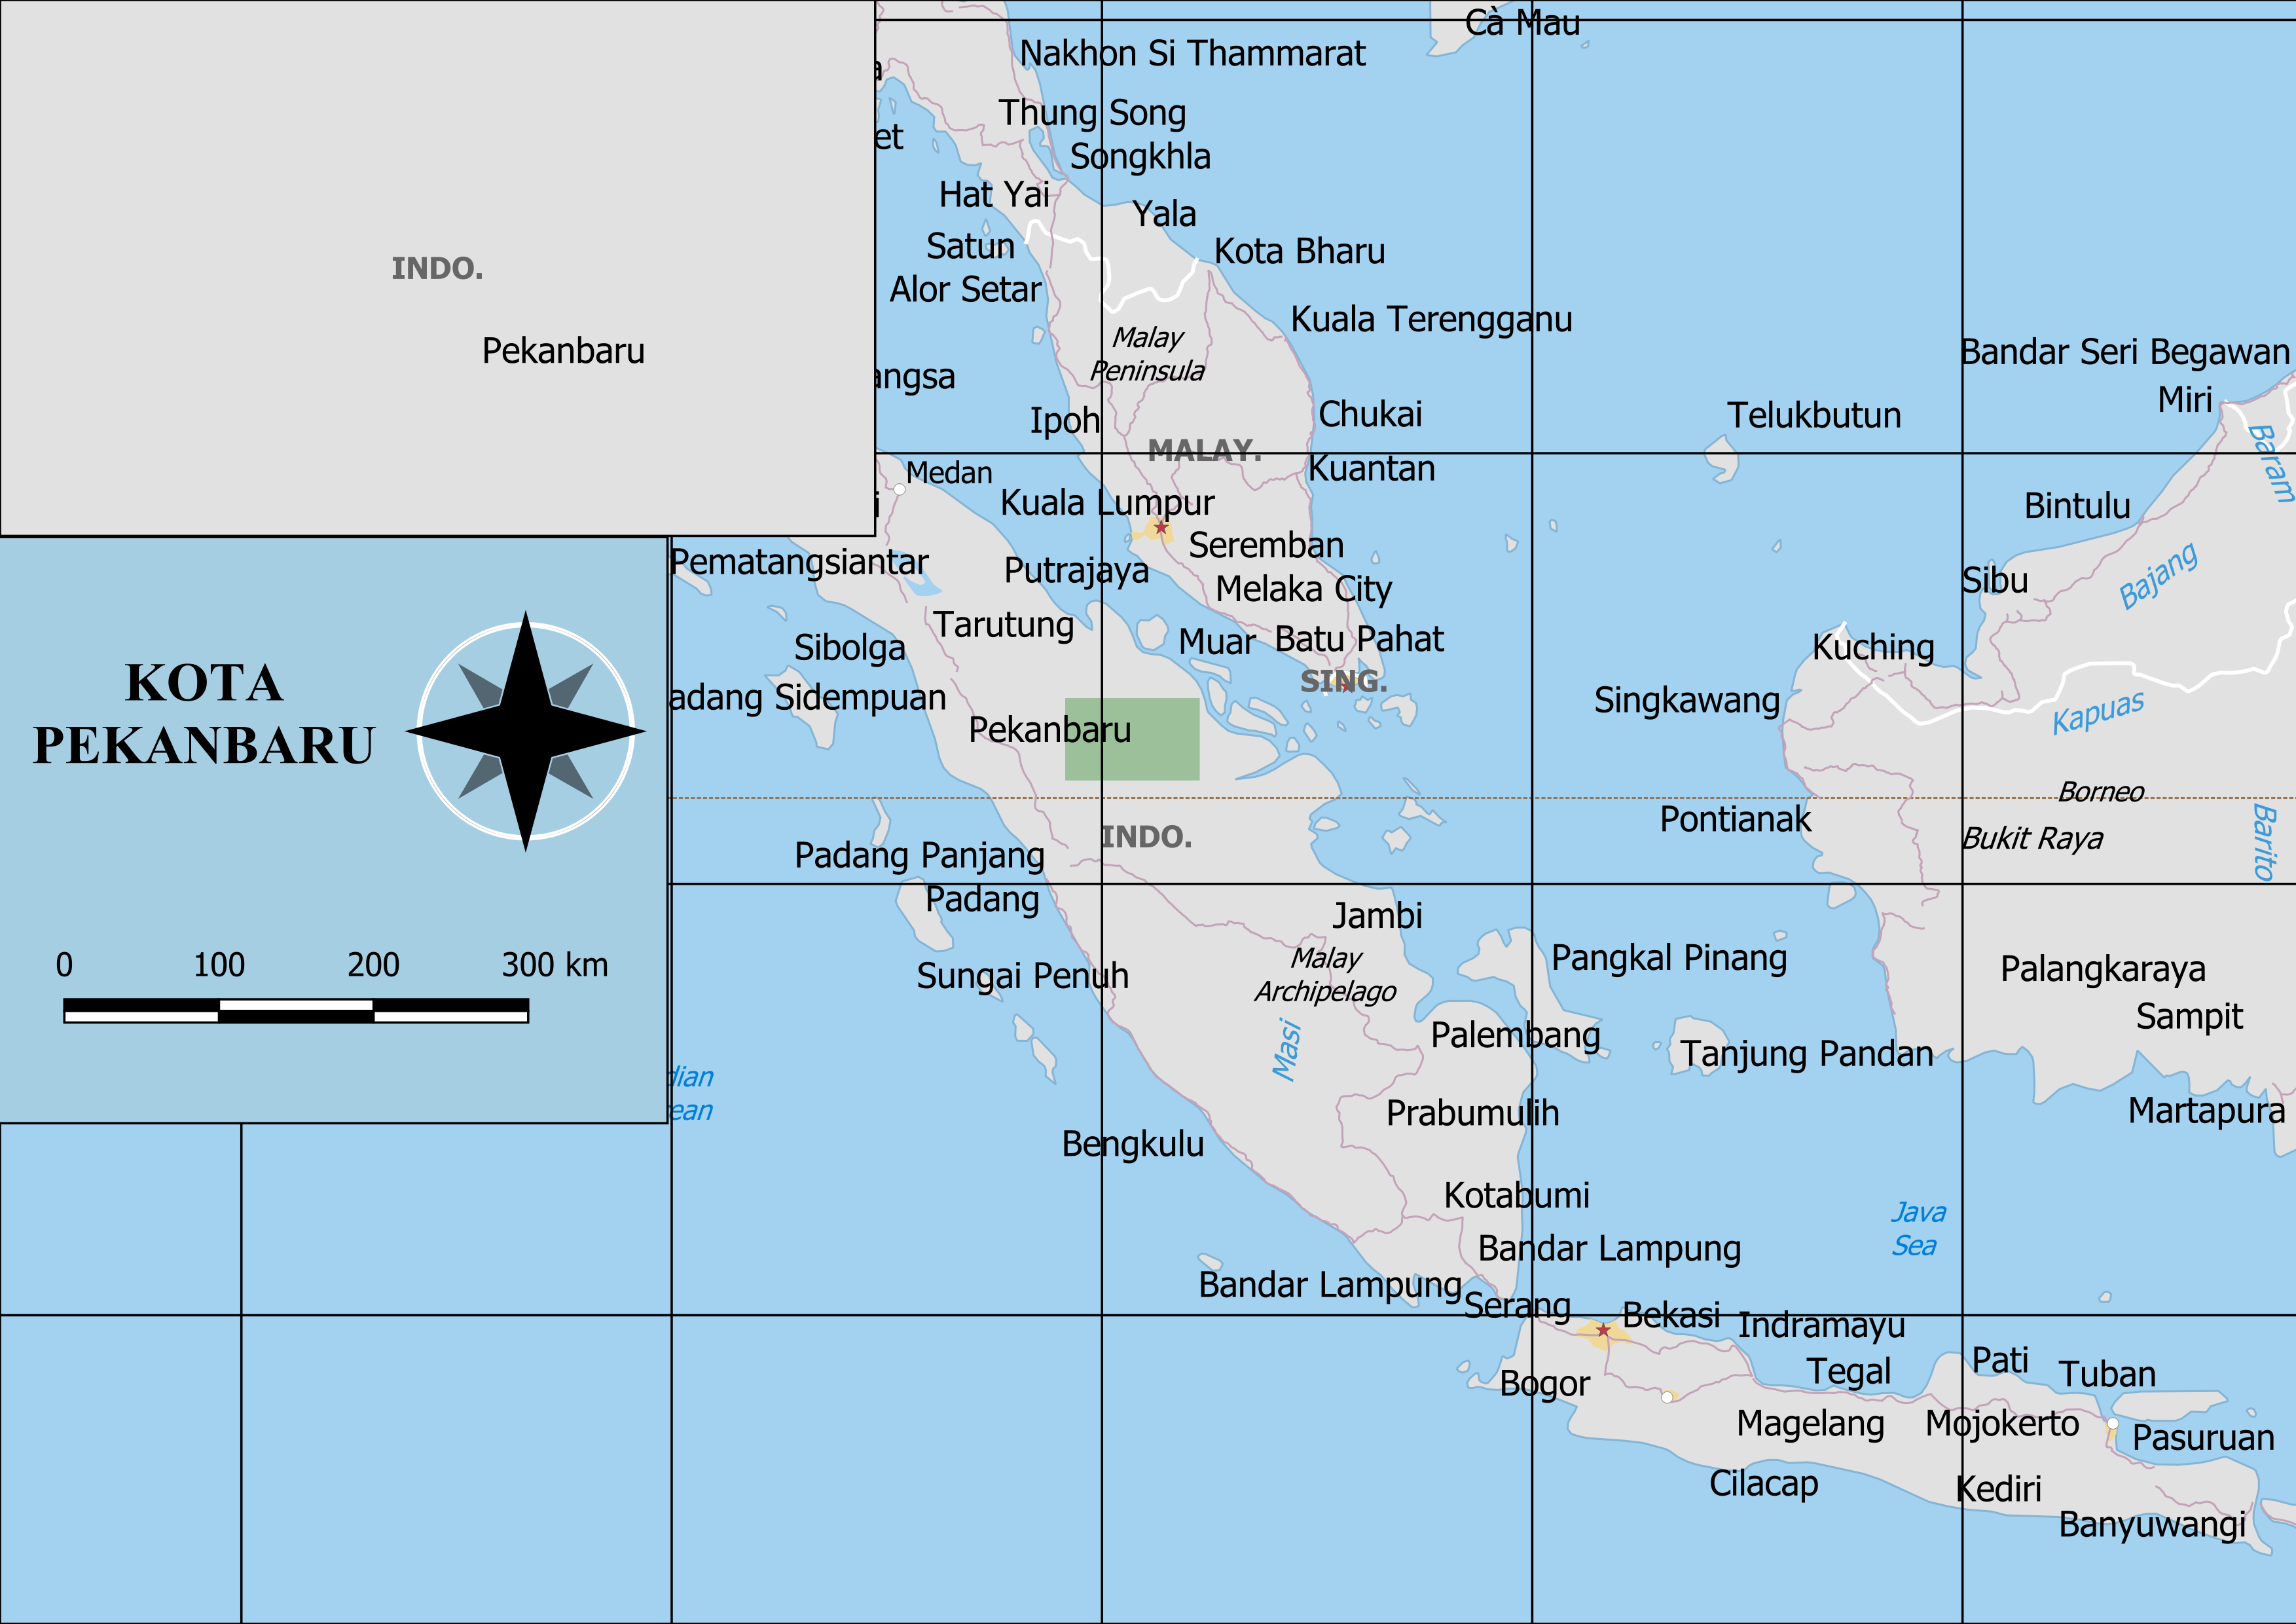 Cà Mau
Nakhon Si Thammarat
a
Thung Song
et
Songkhla
Hat Yai
Yala
Satun
Kota Bharu
INDO.
Alor Setar
Kuala Terengganu
Malay
Peninsula
Pekanbaru
Bandar Seri Begawan
angsa
Miri
Ipoh
Chukai
Telukbutun
MALAY.
Baram
Medan
Kuantan
Kuala Lumpur
i
Bintulu
Seremban
Pematangsiantar
Putrajaya
Melaka City
Sibu
Bajang
Tarutung
Sibolga
Muar
Batu Pahat
Kuching
SING.
KOTA
PEKANBARU
adang Sidempuan
Singkawang
Kapuas
Pekanbaru
Borneo
Pontianak
INDO.
Bukit Raya
Barito
Padang Panjang
Padang
Jambi
0 100 200 300 km
Sungai Penuh
Malay
Archipelago
Pangkal Pinang
Palangkaraya
Sampit
Masi
Palembang
Tanjung Pandan
dian
ean
Prabumulih
Martapura
Bengkulu
Kotabumi
Java
Sea
Bandar Lampung
Bandar Lampung
Serang
Bekasi
Indramayu
Tegal
Pati
Tuban
Bogor
Magelang
Mojokerto
Pasuruan
Cilacap
Kediri
Banyuwangi